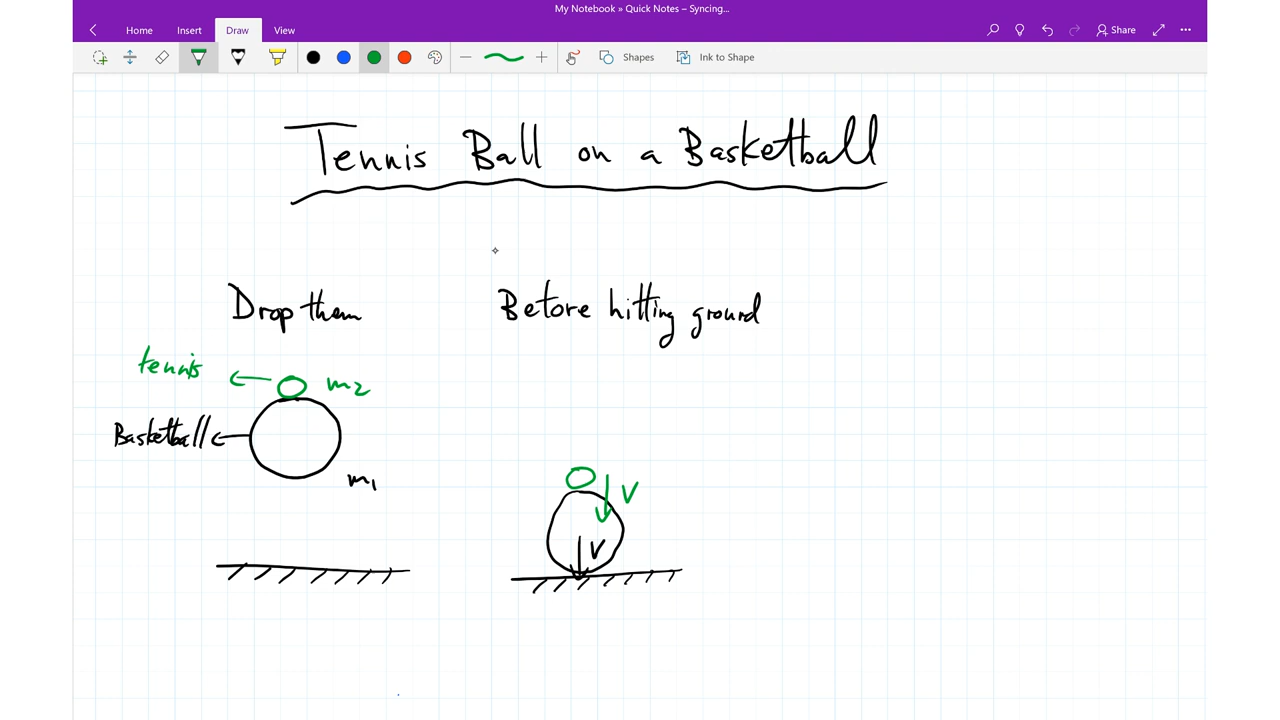 My Notebook » Quick Notes – Syncing...
Home Insert Draw View Share
Shapes Ink to Shape
Tennis Ball on a Basketball
Drop them Before hitting ground
tennis m2
Basketball
m1
V
V